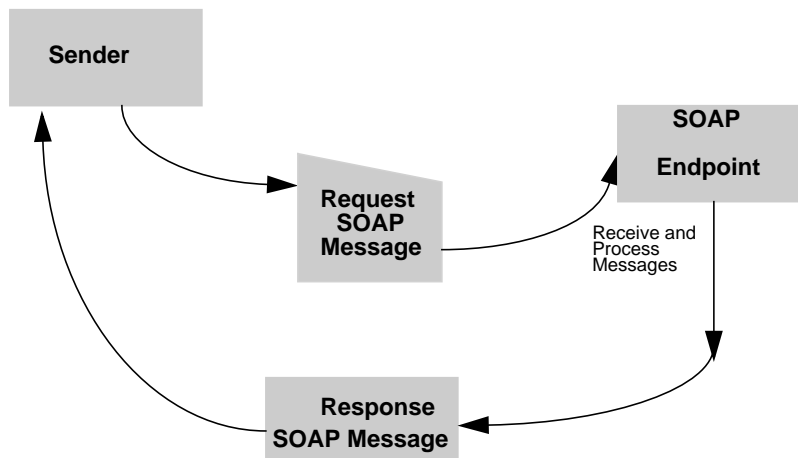 Sender
SOAP
Endpoint
Request
SOAP
Message
Receive and
Process
Messages
Response
SOAP Message